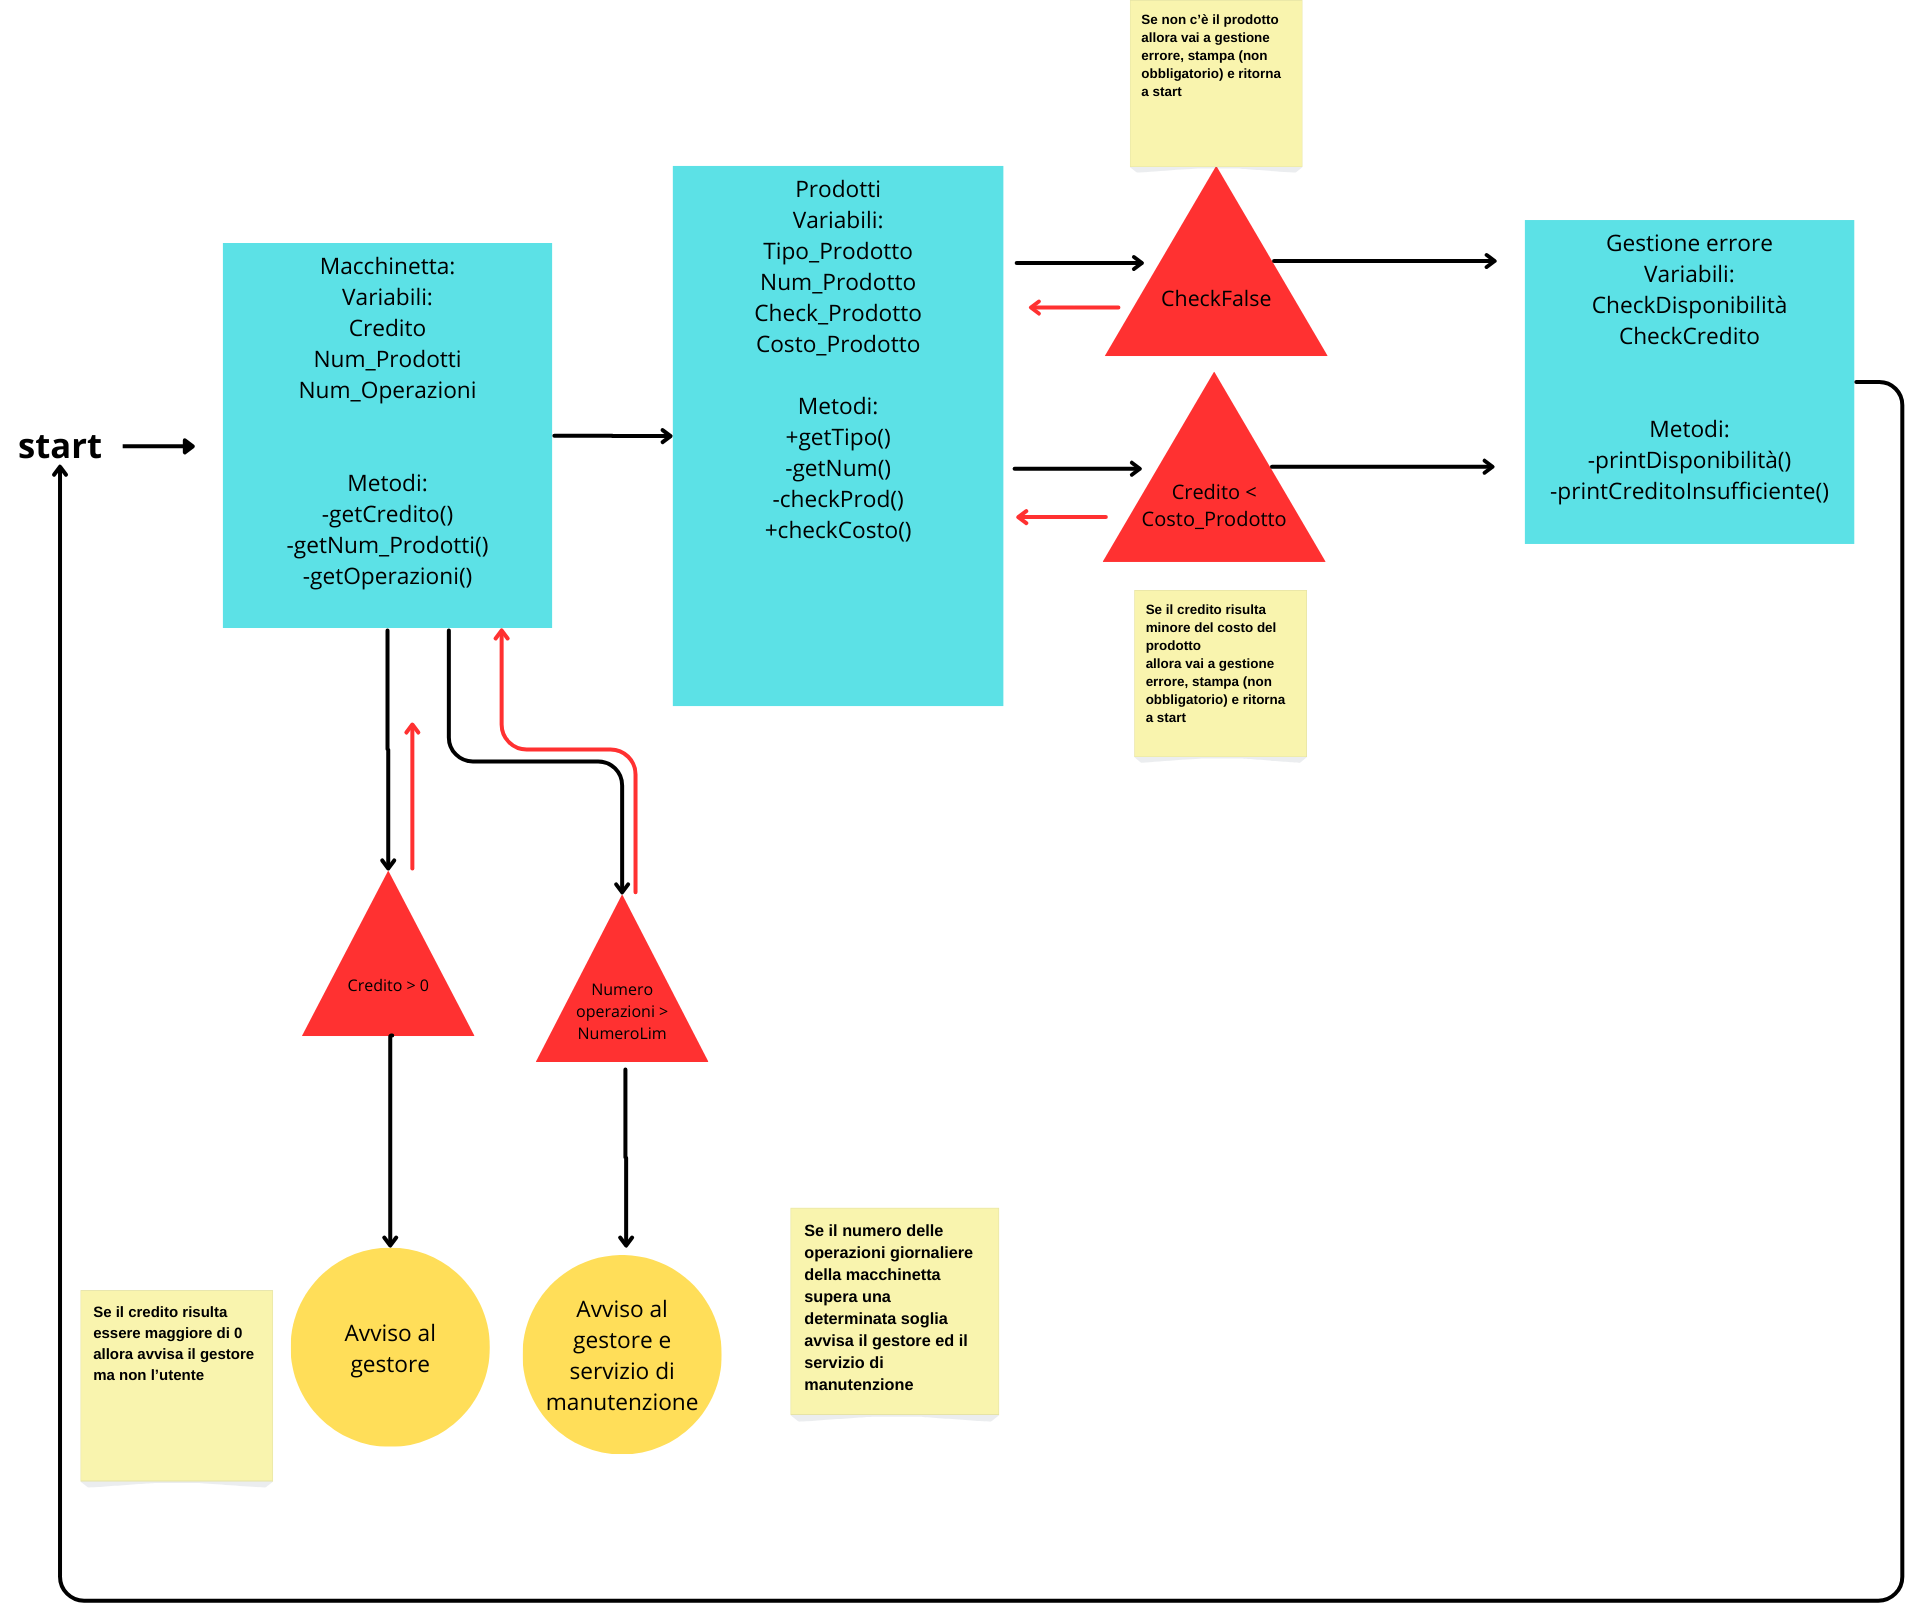 Se non c'è il prodotto
allora vai a gestione
errore, stampa (non
obbligatorio) e ritorna
a start
start
Macchinetta:
Variabili:
Credito
Num_Prodotti
Num_Operazioni
Metodi:
-getCredito()
-getNum_Prodotti()
-getOperazioni()
Prodotti
Variabili:
Tipo_Prodotto
Num_Prodotto
Check_Prodotto
Costo_Prodotto
Metodi:
+getTipo()
-getNum()
-checkProd()
+checkCosto()
CheckFalse
Credito <
Costo_Prodotto
Gestione errore
Variabili:
CheckDisponibilità
CheckCredito
Metodi:
-printDisponibilità()
-printCreditoInsufficiente()
Se il credito risulta
minore del costo del
prodotto
allora vai a gestione
errore, stampa (non
obbligatorio) e ritorna
a start
Credito > 0
Numero
operazioni >
NumeroLim
Se il credito risulta
essere maggiore di 0
allora avvisa il gestore
ma non l'utente
Avviso al
gestore
Avviso al
gestore e
servizio di
manutenzione
Se il numero delle
operazioni giornaliere
della macchinetta
supera una
determinata soglia
avvisa il gestore ed il
servizio di
manutenzione